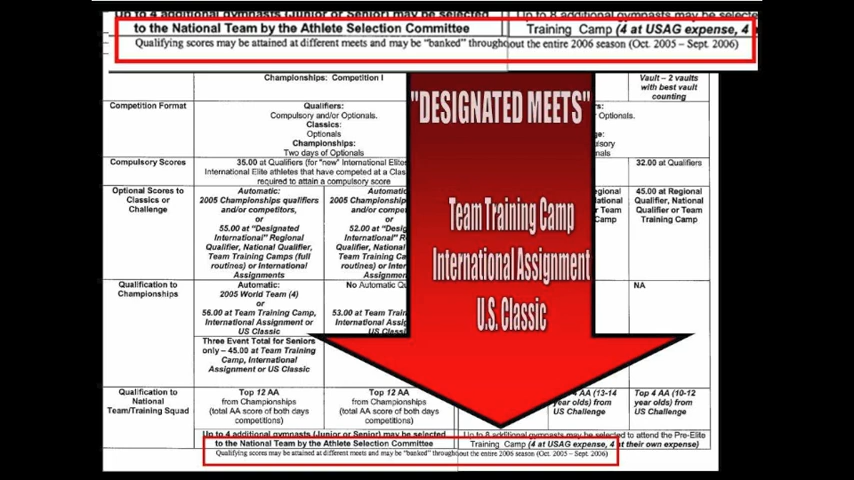 Up to 4 additional gymnasts (Junior or Senior) may be selected
Up to 8 additional gymnasts may be selected
to the National Team by the Athlete Selection Committee
Training Camp (4 at USAG expense, 4
Qualifying scores may be attained at different meets and may be "banked" throughout the entire 2006 season (Oct. 2005 – Sept. 2006)
Championships: Competition I
Vault – 2 vaults
with best vault
counting
"DESIGNATED MEETS"
Team Training Camp
International Assignment
U.S. Classic
Competition Format
Qualifiers:
Compulsory and/or Optionals.
Classics:
Optionals
Championships:
Two days of Optionals
Optionals.
Compulsory Scores
35.00 at Qualifiers (for "new" International Elites
International Elite athletes that have competed at a Clas
required to attain a compulsory score
32.00 at Qualifiers
Optional Scores to
Classics or
Challenge
Automatic:
2005 Championships qualifiers
and/or competitors,
or
55.00 at "Designated
International" Regional
Qualifier, National Qualifier,
Team Training Camps (full
routines) or International
Assignments
Automatic
2005 Championship
and/or compet
or
52.00 at "Des
International" R
Qualifier, National
Team Training Ca
routines) or Inte
Assignmen
egional
National
or Team
Camp
45.00 at Regional
Qualifier, National
Qualifier or Team
Training Camp
Qualification to
Championships
Automatic:
2005 World Team (4)
or
56.00 at Team Training Camp,
International Assignment or
US Classic
No Automatic Qu
53.00 at Team Train
International Assig
US Classic
NA
Three Event Total for Seniors
only – 45.00 at Team Training
Camp, International
Assignment or US Classic
Qualification to
National
Team/Training Squad
Top 12 AA
from Championships
(total AA score of both days
competitions)
Top 12 AA
from Championships
(total AA score of both days
competitions)
4 AA (13-14
year olds) from
US Challenge
Top 4 AA (10-12
year olds) from
US Challenge
Up to 4 additional gymnasts (Junior or Senior) may be selected
to the National Team by the Athlete Selection Committee
Up to 8 additional gymnasts may be selected to attend the Pre-Elite
Training Camp (4 at USAG expense, 4 at their own expense)
Qualifying scores may be attained at different meets and may be "banked" throughout the entire 2006 season (Oct. 2005 – Sept. 2006)